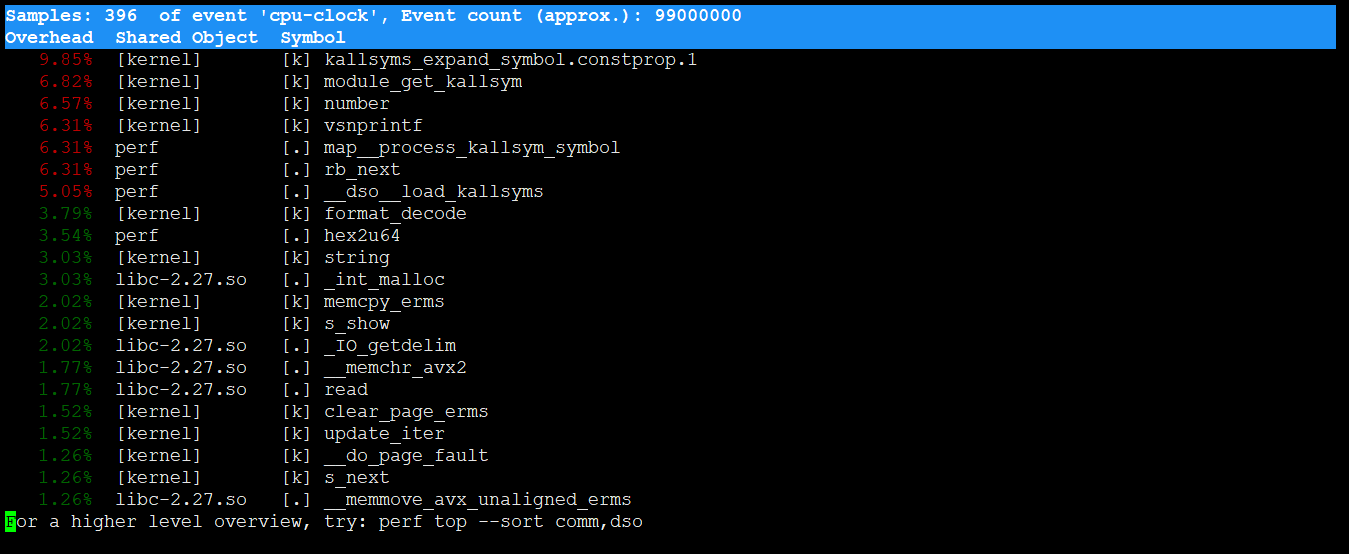 Samples: 396  of event 'cpu-clock', Event count (approx.): 99000000
Overhead  Shared Object  Symbol
   9.85%  [kernel]       [k] kallsyms_expand_symbol.constprop.1
   6.82%  [kernel]       [k] module_get_kallsym
   6.57%  [kernel]       [k] number
   6.31%  [kernel]       [k] vsnprintf
   6.31%  perf           [.] map__process_kallsym_symbol
   6.31%  perf           [.] rb_next
   5.05%  perf           [.] __dso__load_kallsyms
   3.79%  [kernel]       [k] format_decode
   3.54%  perf           [.] hex2u64
   3.03%  [kernel]       [k] string
   3.03%  libc-2.27.so   [.] _int_malloc
   2.02%  [kernel]       [k] memcpy_erms
   2.02%  [kernel]       [k] s_show
   2.02%  libc-2.27.so   [.] _IO_getdelim
   1.77%  libc-2.27.so   [.] __memchr_avx2
   1.77%  libc-2.27.so   [.] read
   1.52%  [kernel]       [k] clear_page_erms
   1.52%  [kernel]       [k] update_iter
   1.26%  [kernel]       [k] __do_page_fault
   1.26%  [kernel]       [k] s_next
   1.26%  libc-2.27.so   [.] __memmove_avx_unaligned_erms
For a higher level overview, try: perf top --sort comm,dso